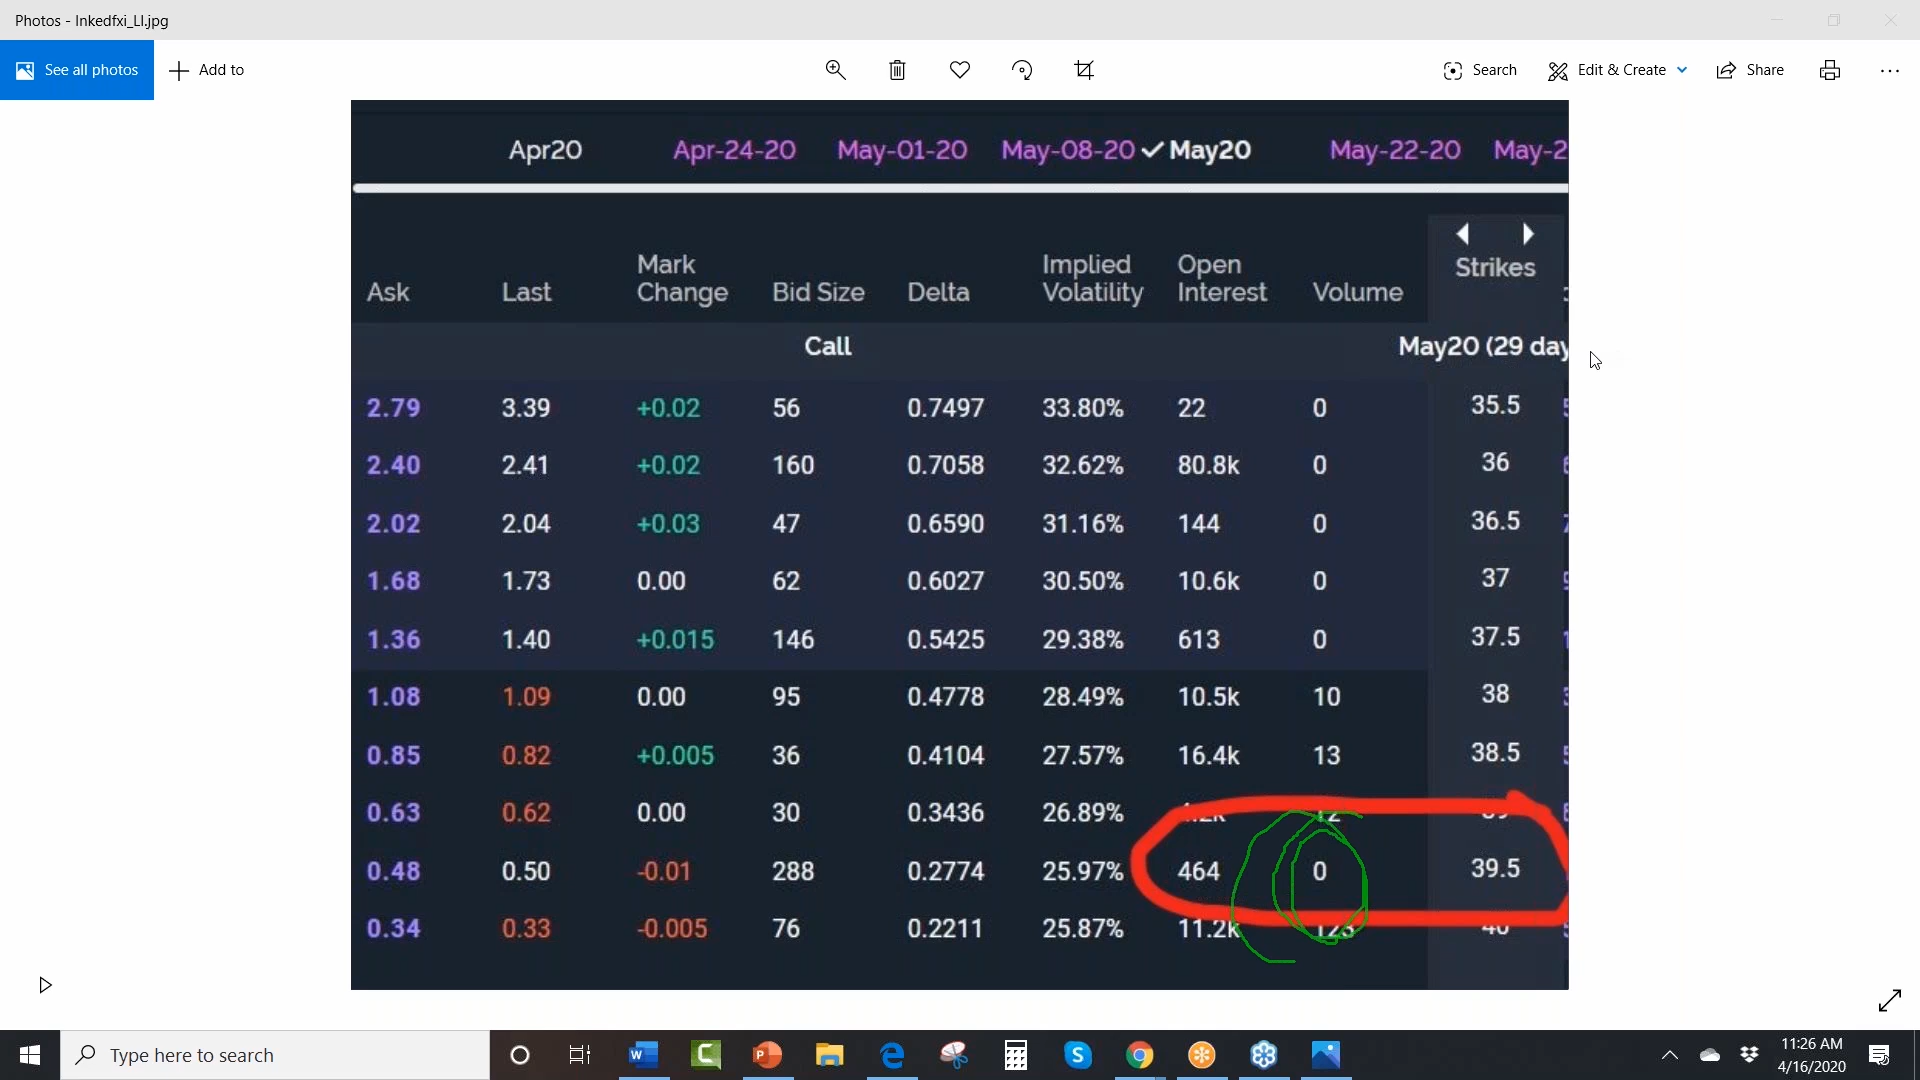 Photos - Inkedfxi_LI.jpg
See all photos
Add to
Search
Edit & Create
Share
Apr20 Apr-24-20 May-01-20 May-08-20 May20 May-22-20 May-2
Strikes
Mark Implied Open
Ask Last Change Bid Size Delta Volatility Interest Volume
Call May20 (29 day
2.79 3.39 +0.02 56 0.7497 33.80% 22 0 35.5
2.40 2.41 +0.02 160 0.7058 32.62% 80.8k 0 36
2.02 2.04 +0.03 47 0.6590 31.16% 144 0 36.5
1.68 1.73 0.00 62 0.6027 30.50% 10.6k 0 37
1.36 1.40 +0.015 146 0.5425 29.38% 613 0 37.5
1.08 1.09 0.00 95 0.4778 28.49% 10.5k 10 38
0.85 0.82 +0.005 36 0.4104 27.57% 16.4k 13 38.5
0.63 0.62 0.00 30 0.3436 26.89% 12
0.48 0.50 -0.01 288 0.2774 25.97% 464 0 39.5
0.34 0.33 -0.005 76 0.2211 25.87% 11.2k 123 40
Type here to search
11:26 AM
4/16/2020